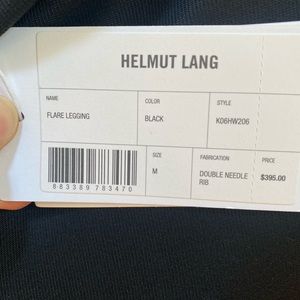 HELMUT LANG
NAME COLOR STYLE
FLARE LEGGING BLACK K06HW206
SIZE FABRICATION PRICE
M DOUBLE NEEDLE RIB $395.00
883389783470